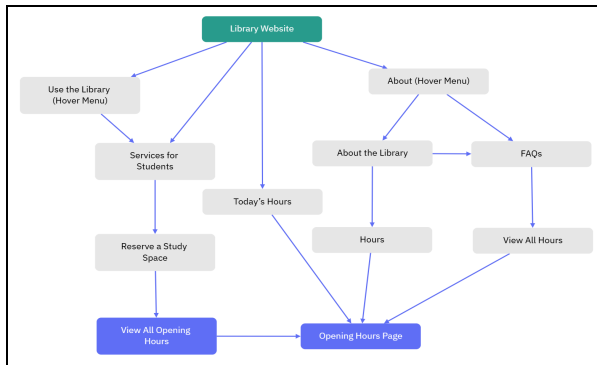 Library Website
Use the Library
(Hover Menu)
About (Hover Menu)
Services for
Students
About the Library
FAQs
Today's Hours
Reserve a Study
Space
Hours
View All Hours
View All Opening
Hours
Opening Hours Page